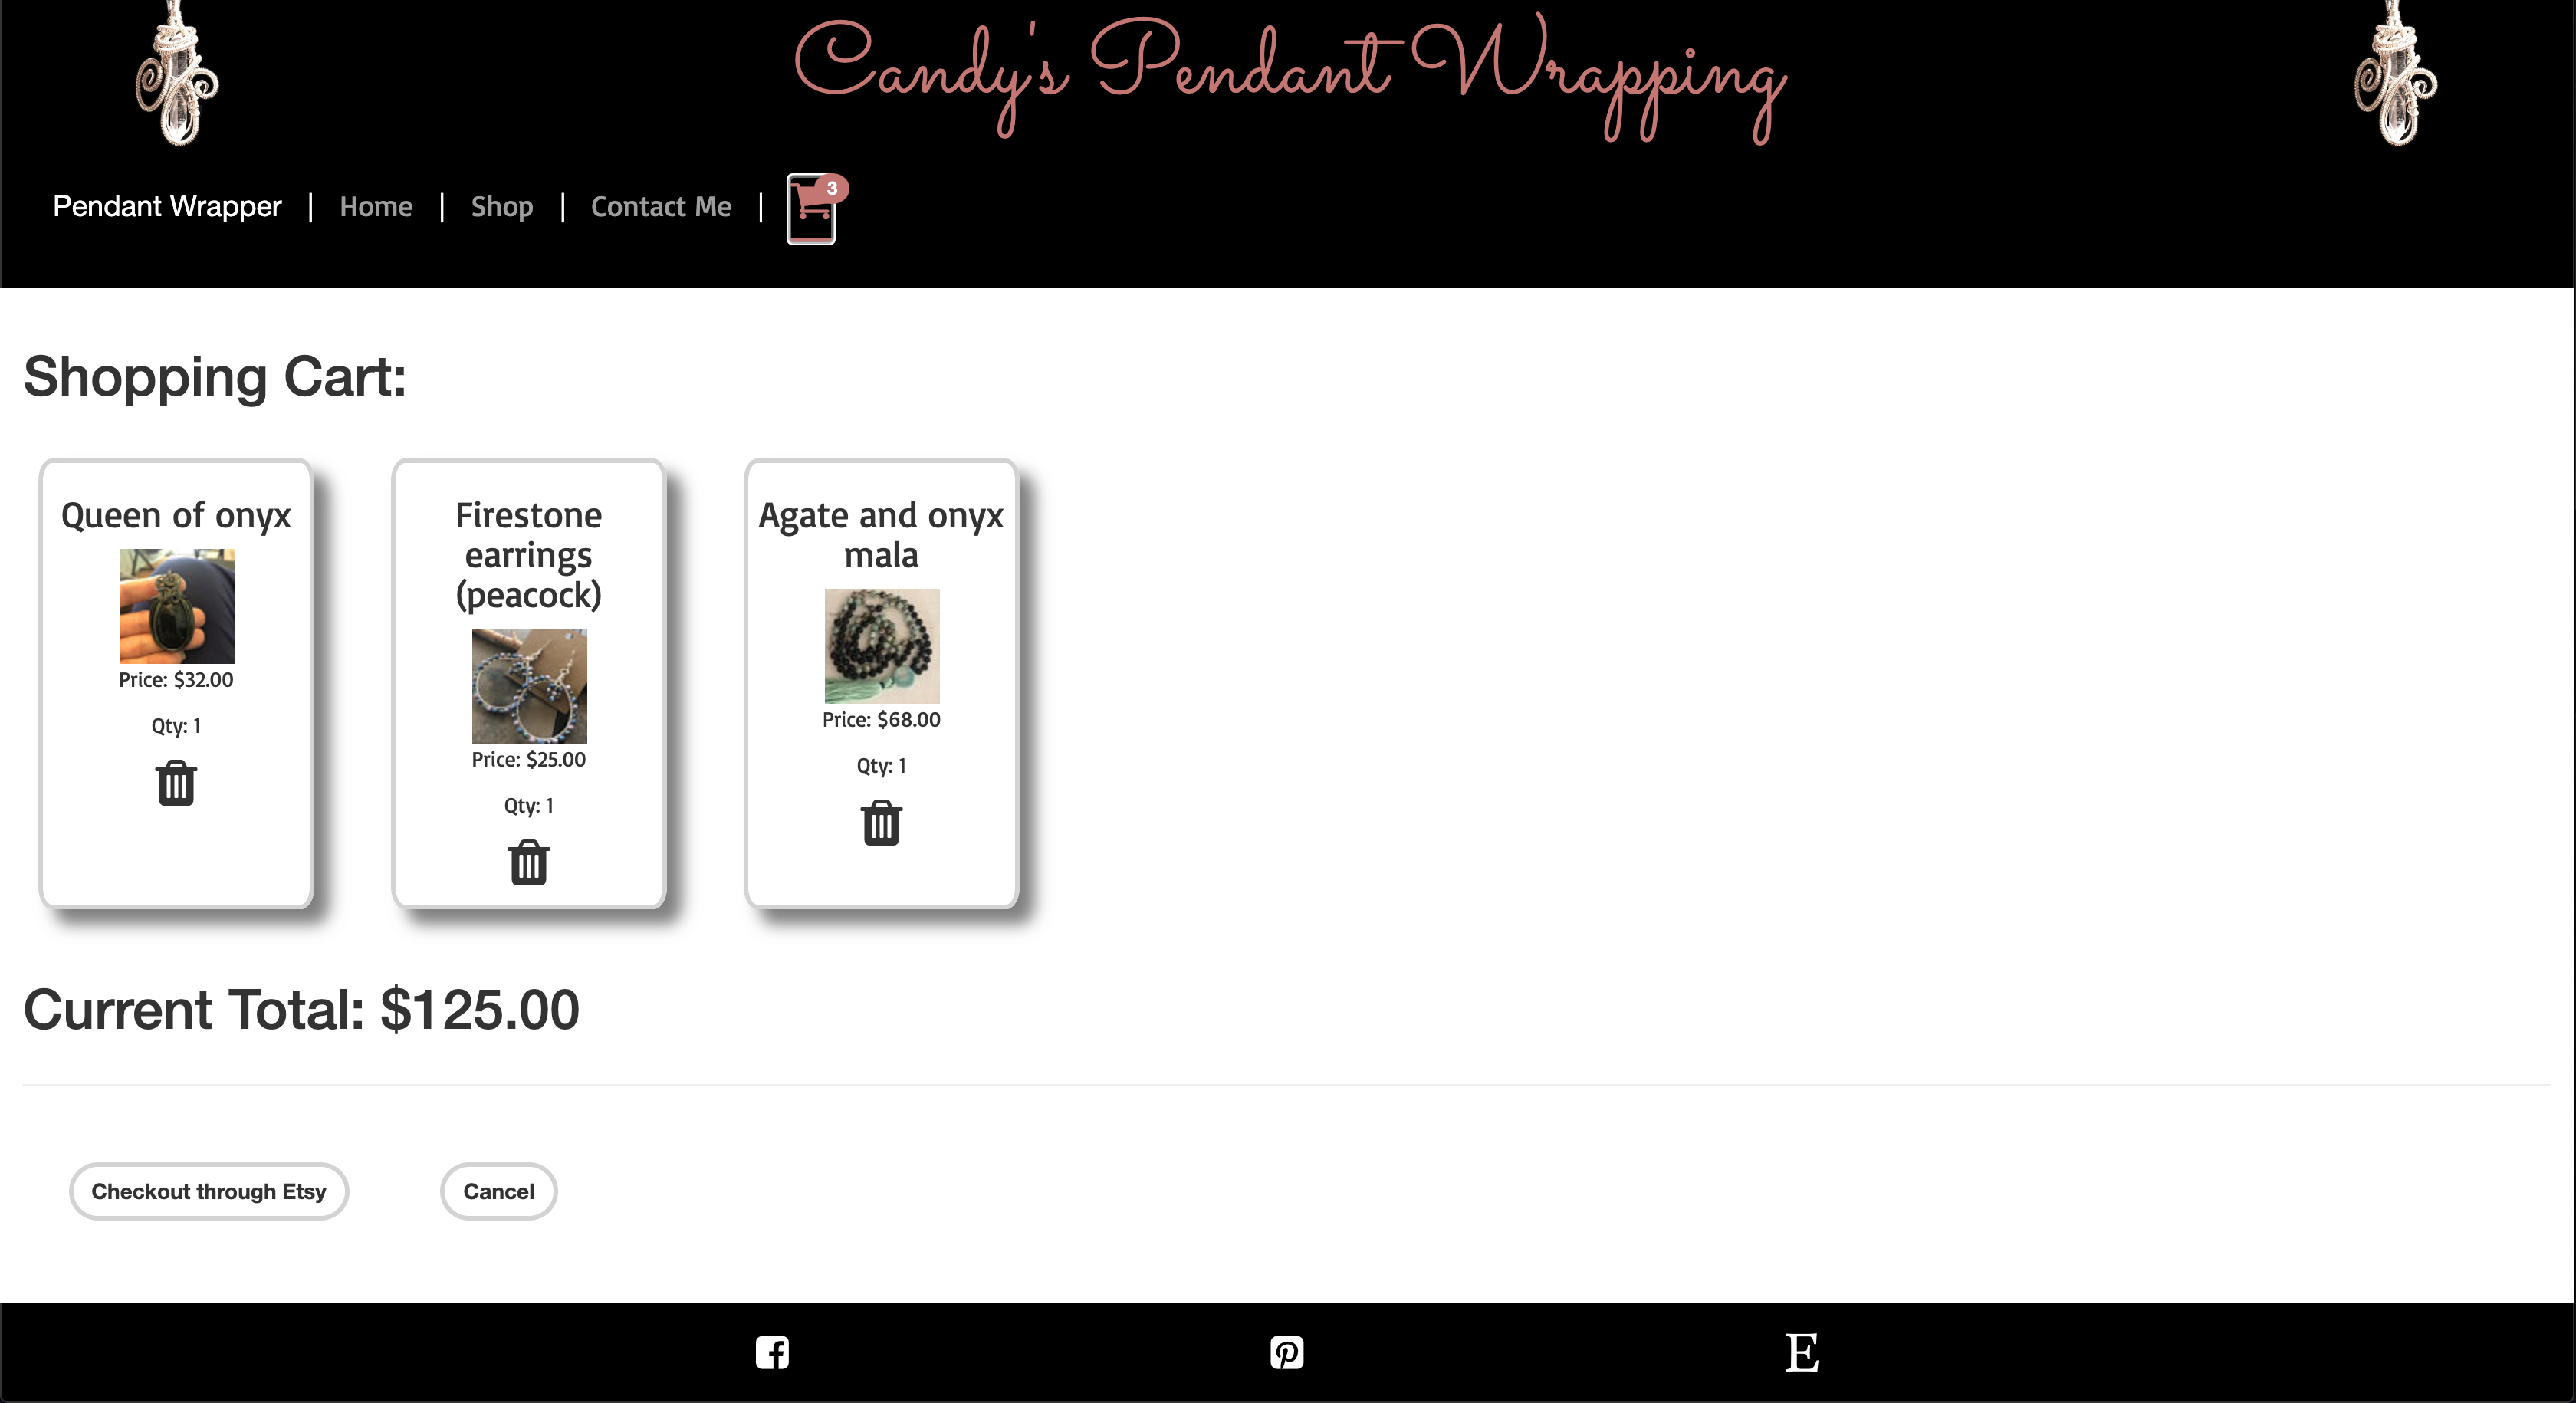 Candy's Pendant Wrapping
Pendant Wrapper | Home | Shop | Contact Me | 3
Shopping Cart:
Queen of onyx
Price: $32.00
Qty: 1
Firestone
earrings
(peacock)
Price: $25.00
Qty: 1
Agate and onyx
mala
Price: $68.00
Qty: 1
Current Total: $125.00
Checkout through Etsy
Cancel
E